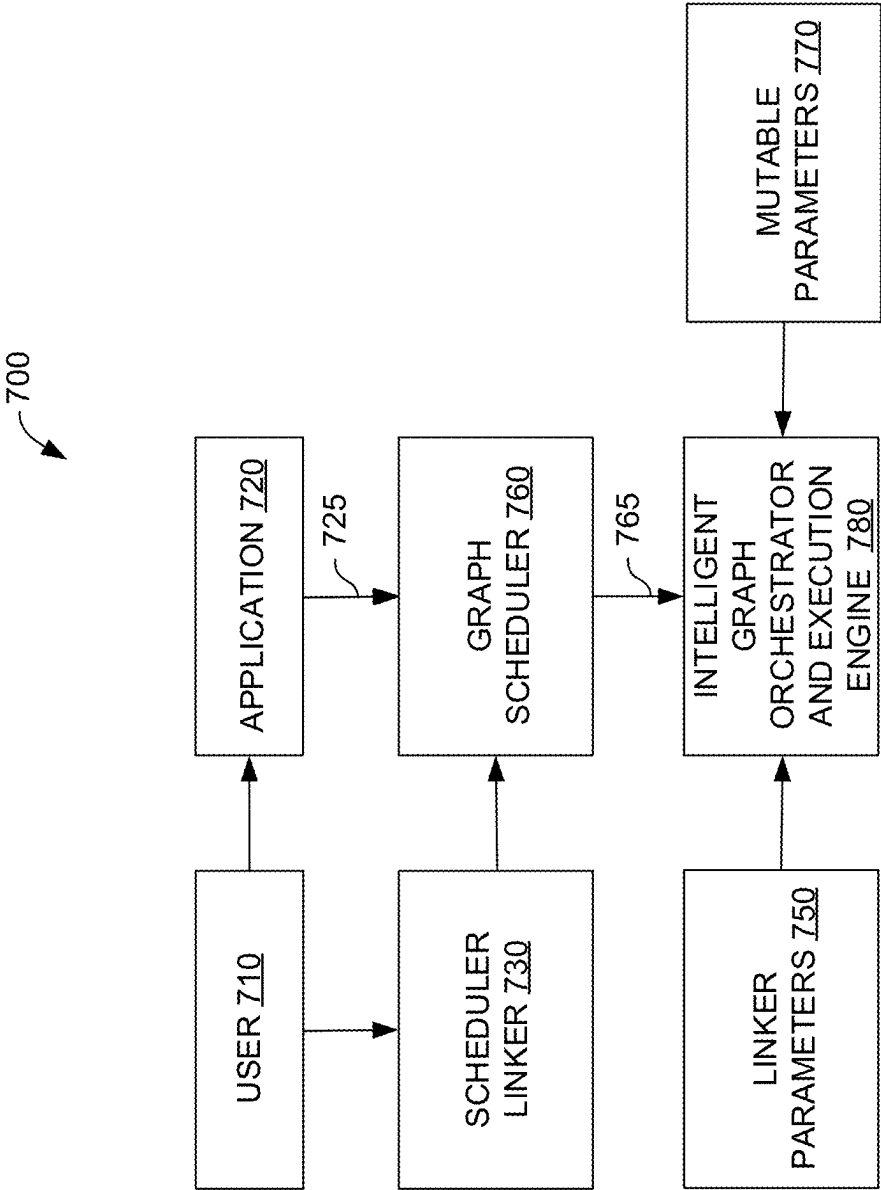 700
USER 710
APPLICATION 720
725
SCHEDULER
LINKER 730
GRAPH
SCHEDULER 760
765
LINKER
PARAMETERS 750
INTELLIGENT
GRAPH
ORCHESTRATOR
AND EXECUTION
ENGINE 780
MUTABLE
PARAMETERS 770